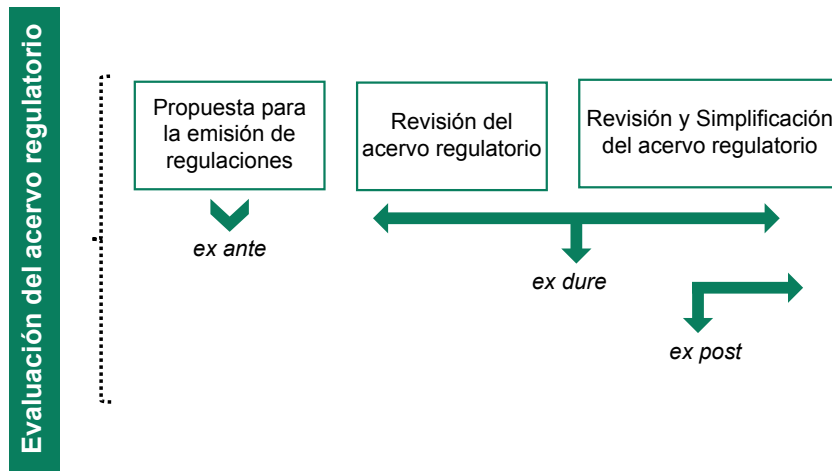 Evaluación del acervo regulatorio
Propuesta para
la emisión de
regulaciones
Revisión del
acervo regulatorio
Revisión y Simplificación
del acervo regulatorio
ex ante
ex dure
ex post